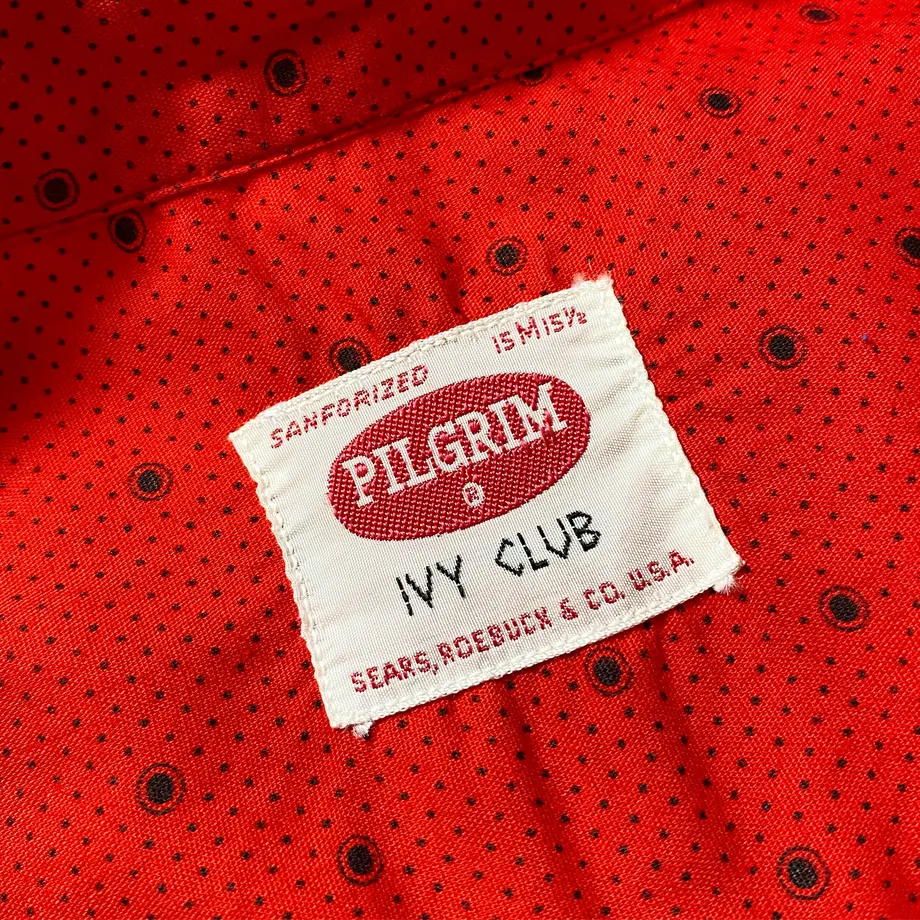 SANFORIZED 15 M 15½
PILGRIM
®
IVY CLUB
SEARS, ROEBUCK & CO. U.S.A.